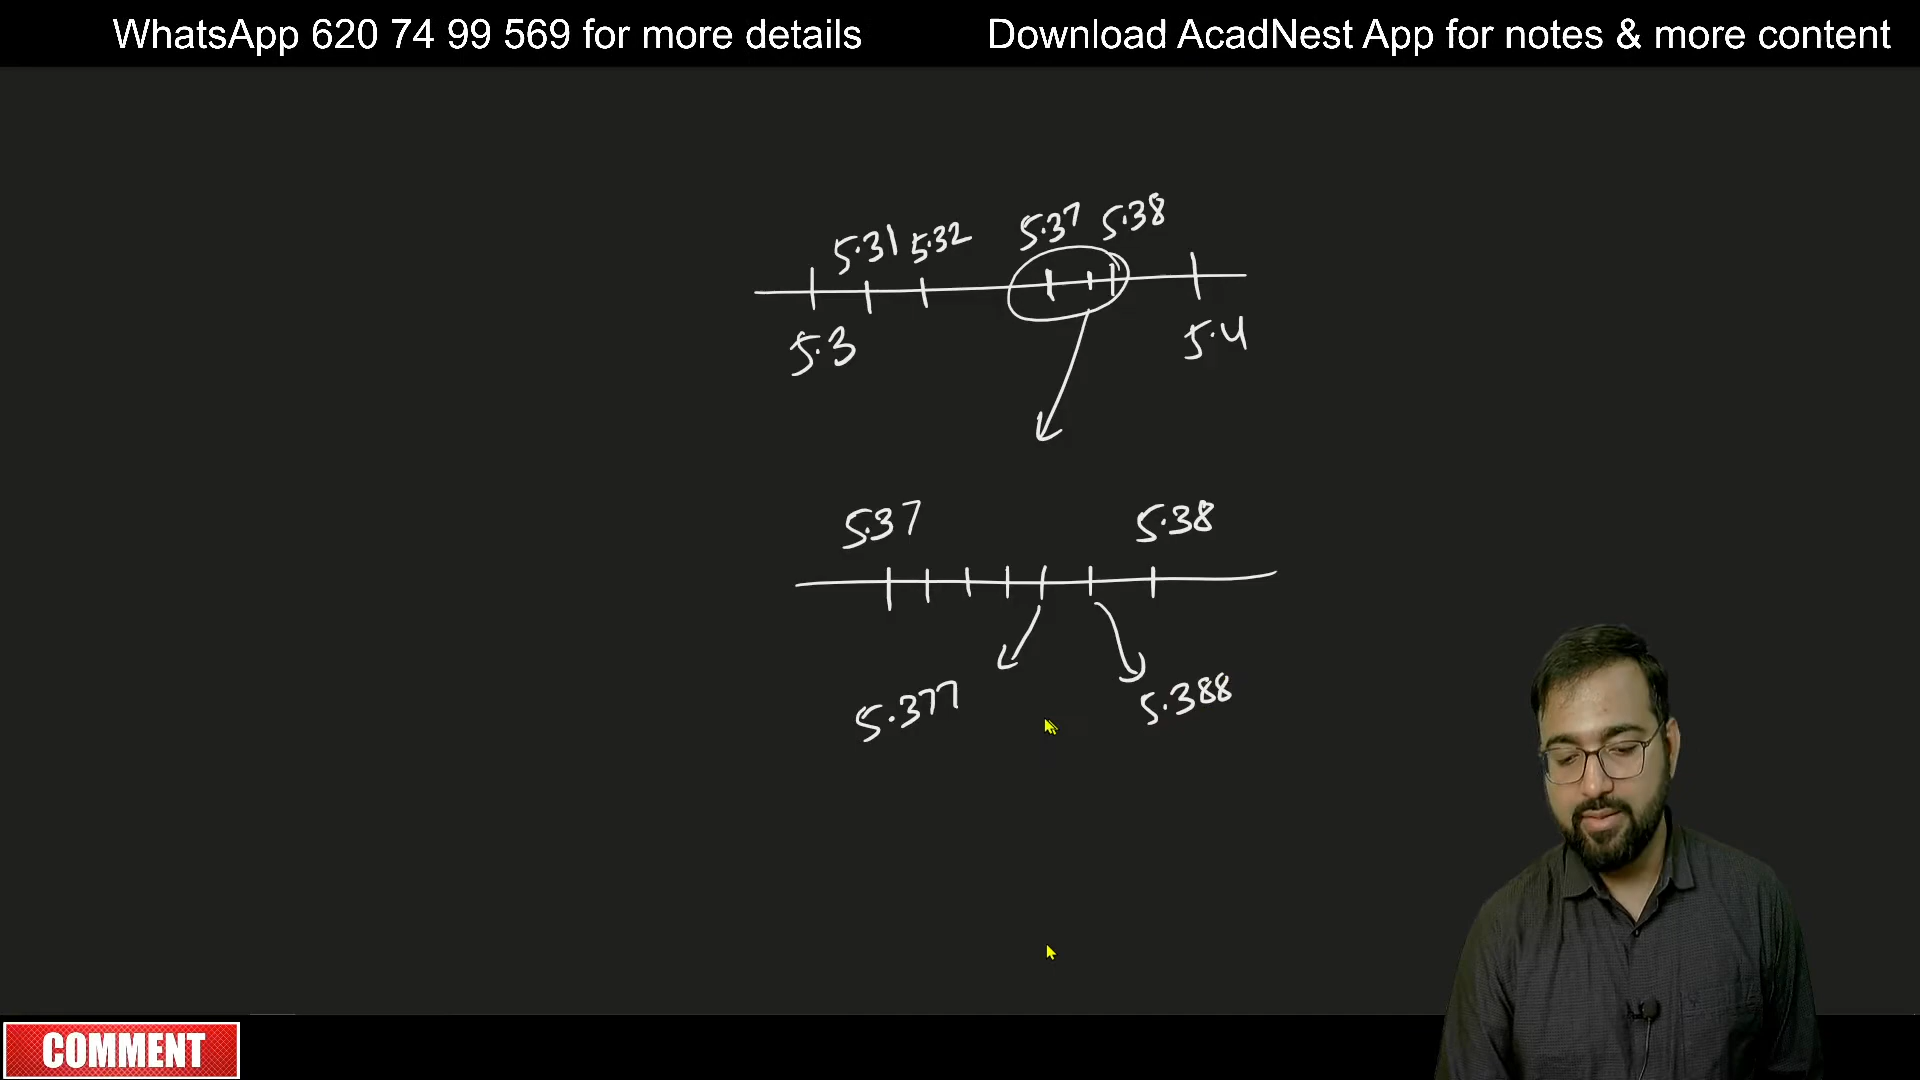 WhatsApp 620 74 99 569 for more details
Download AcadNest App for notes & more content
5.31 5.32 5.37 5.38
5.3 5.4
5.37 5.38
5.377 5.388
COMMENT